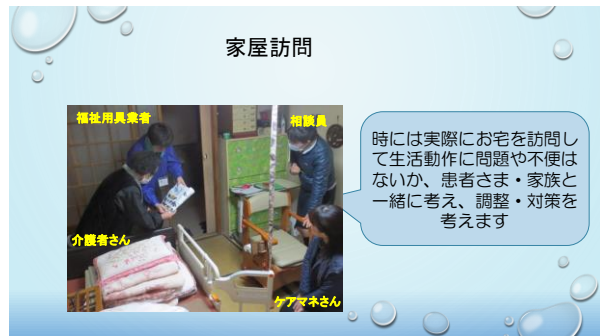 家屋訪問
福祉用具業者
相談員
介護者さん
ケアマネさん
時には実際にお宅を訪問し
て生活動作に問題や不便は
ないか、患者さま・家族と
一緒に考え、調整・対策を
考えます